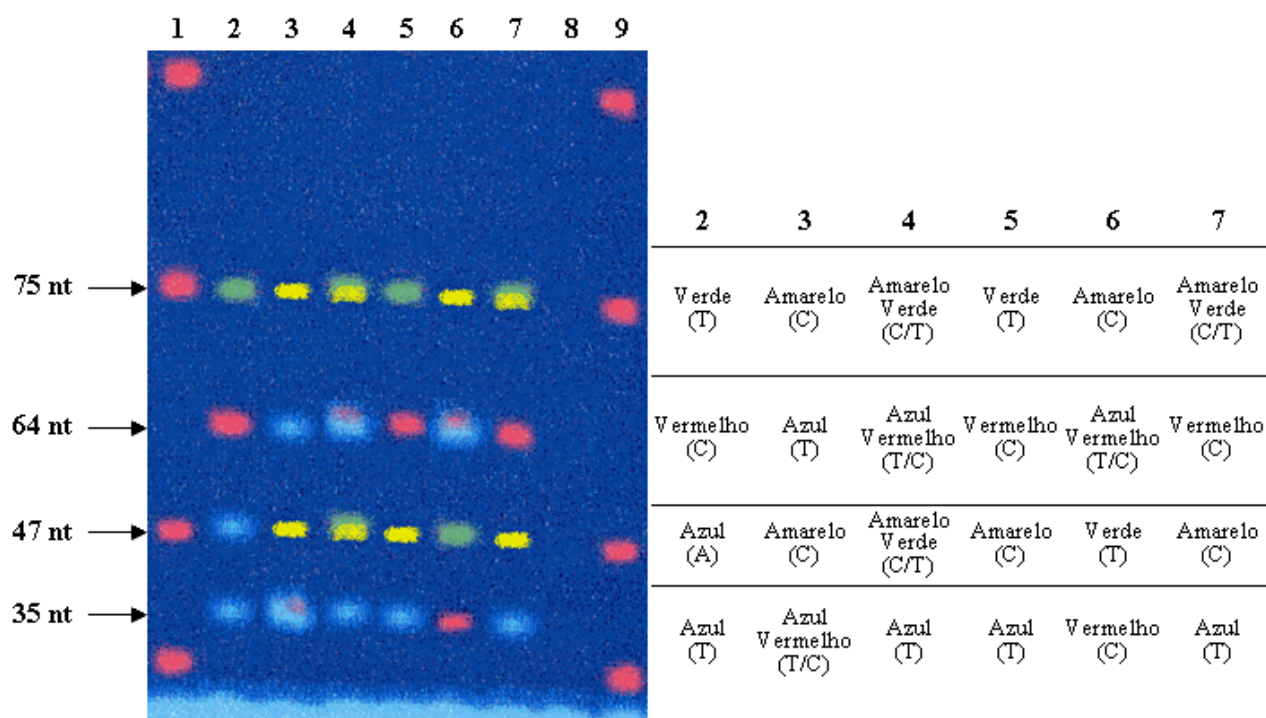 1 2 3 4 5 6 7 8 9
75 nt
64 nt
47 nt
35 nt
2 3 4 5 6 7
Verde Amarelo Amarelo Verde Amarelo Amarelo
(T) (C) Verde (T) (C) Verde
(C/T) (C/T)
Vermelho Azul Azul Vermelho Azul Vermelho
(C) (T) Vermelho (C) Vermelho (C)
(T/C) (T/C)
Azul Amarelo Amarelo Amarelo Verde Amarelo
(A) (C) Verde (C) (T) (C)
(C/T)
Azul Azul Azul Azul Vermelho Azul
(T) Vermelho (T) (T) (C) (T)
(T/C)